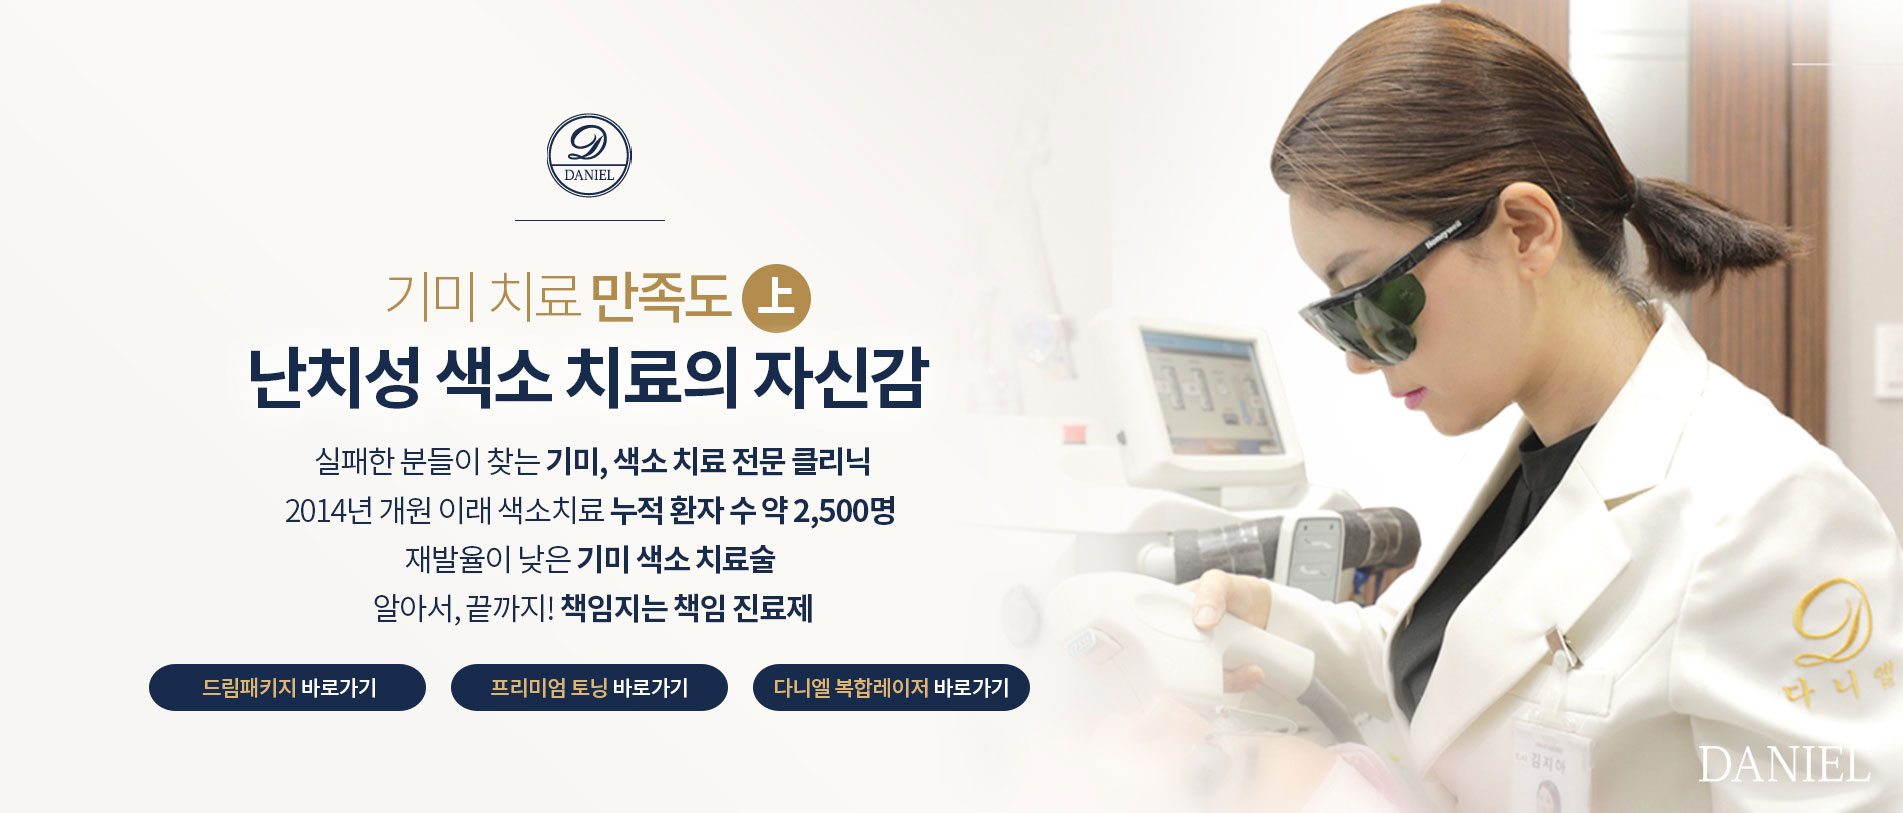 D
DANIEL
기미 치료 만족도 上
난치성 색소 치료의 자신감
실패한 분들이 찾는 기미, 색소 치료 전문 클리닉
2014년 개원 이래 색소치료 누적 환자 수 약 2,500명
재발율이 낮은 기미 색소 치료술
알아서, 끝까지! 책임지는 책임 진료제
드림패키지 바로가기
프리미엄 토닝 바로가기
다니엘 복합레이저 바로가기
Honeywell
D
다니엘
김지아
DANIEL